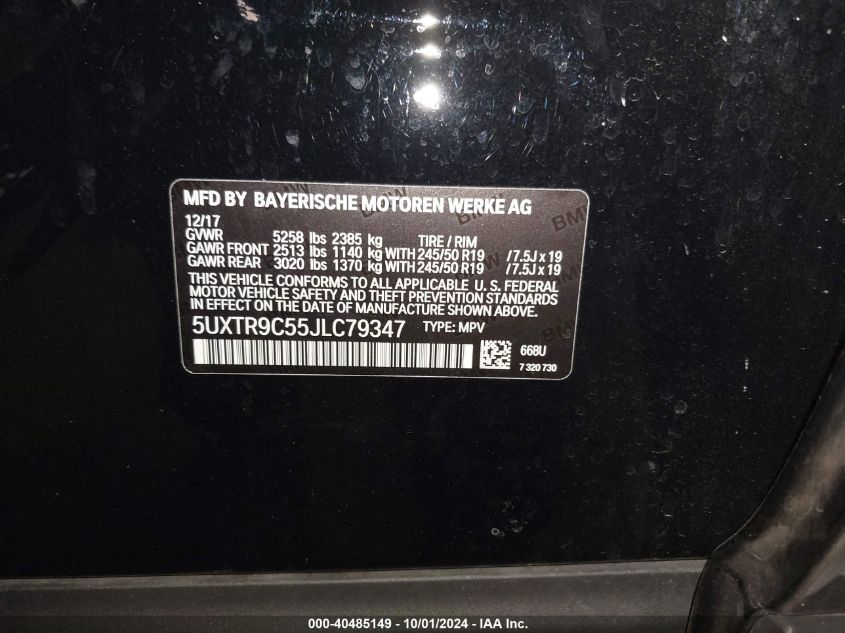 MFD BY BAYERISCHE MOTOREN WERKE AG
12/17
GVWR 5258 lbs 2385 kg TIRE / RIM
GAWR FRONT 2513 lbs 1140 kg WITH 245/50 R19 /7.5J x 19
GAWR REAR 3020 lbs 1370 kg WITH 245/50 R19 /7.5J x 19
THIS VEHICLE CONFORMS TO ALL APPLICABLE U. S. FEDERAL
MOTOR VEHICLE SAFETY AND THEFT PREVENTION STANDARDS
IN EFFECT ON THE DATE OF MANUFACTURE SHOWN ABOVE.
5UXTR9C55JLC79347 TYPE: MPV
668U
7 320 730
BMW
000-40485149 - 10/01/2024 - IAA Inc.